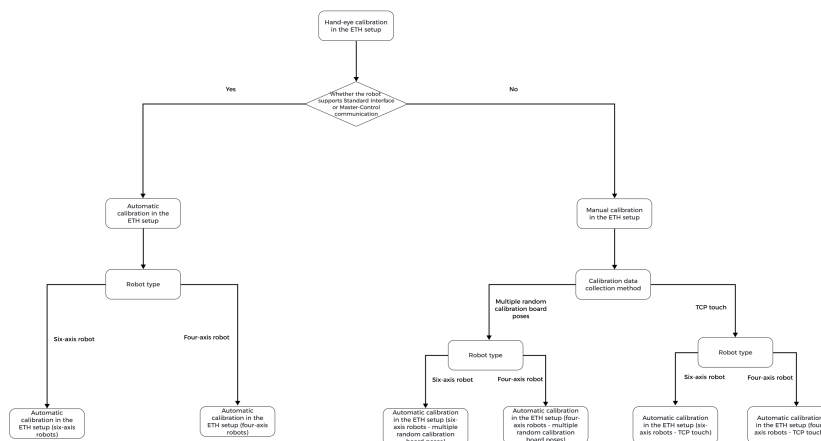 Hand-eye calibration
in the ETH setup
Whether the robot
supports Standard Interface
or Master-Control
communication
Yes
No
Automatic
calibration in the
ETH setup
Manual calibration
in the ETH setup
Robot type
Calibration data
collection method
Multiple random
calibration board
poses
TCP touch
Six-axis robot
Four-axis robot
Robot type
Robot type
Six-axis robot
Four-axis robot
Six-axis robot
Four-axis robot
Automatic
calibration in the
ETH setup (six-axis
robots)
Automatic
calibration in the
ETH setup (four-axis
robots)
Automatic calibration
in the ETH setup (six-
axis robots - multiple
random calibration
Automatic calibration
in the ETH setup (four-
axis robots - multiple
random calibration
board poses)
Automatic calibration
in the ETH setup (six-
axis robots - TCP touch)
Automatic calibration
in the ETH setup (four
axis robots - TCP touch